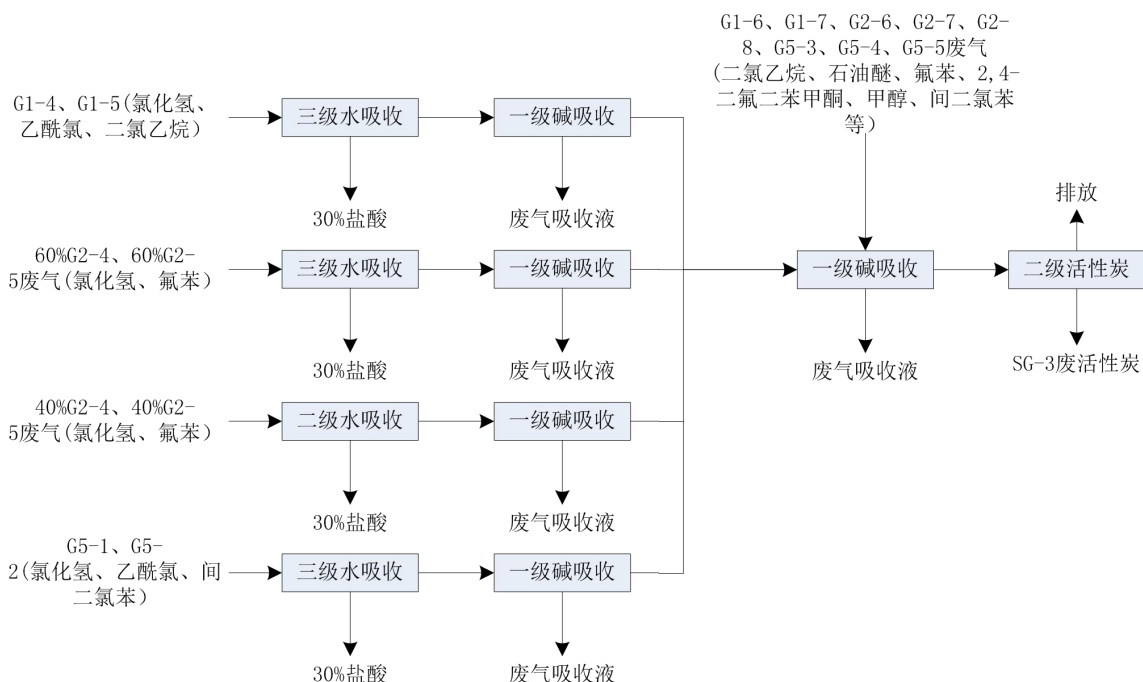 G1-6、G1-7、G2-6、G2-7、G2-
8、G5-3、G5-4、G5-5废气
(二氯乙烷、石油醚、氟苯、2,4-
二氟二苯甲酮、甲醇、间二氯苯
等)
G1-4、G1-5(氯化氢、
乙酰氯、二氯乙烷)
三级水吸收
一级碱吸收
30%盐酸
废气吸收液
60%G2-4、60%G2-
5废气(氯化氢、氟苯)
三级水吸收
一级碱吸收
30%盐酸
废气吸收液
40%G2-4、40%G2-
5废气(氯化氢、氟苯)
二级水吸收
一级碱吸收
30%盐酸
废气吸收液
G5-1、G5-
2(氯化氢、乙酰氯、间
二氯苯)
三级水吸收
一级碱吸收
30%盐酸
废气吸收液
一级碱吸收
废气吸收液
排放
二级活性炭
SG-3废活性炭